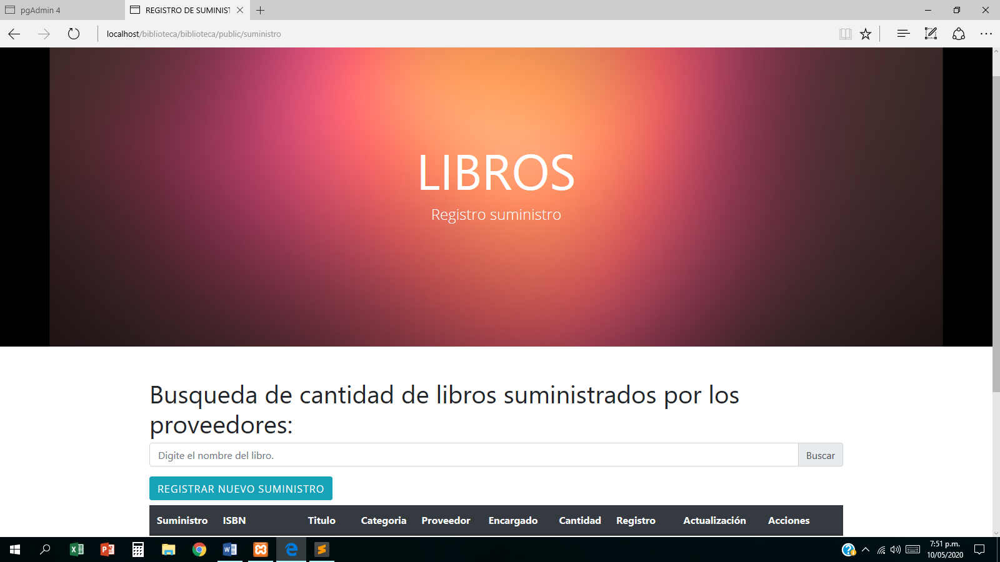 pgAdmin 4
REGISTRO DE SUMINIST
localhost/biblioteca/biblioteca/public/suministro
LIBROS
Registro suministro
Busqueda de cantidad de libros suministrados por los
proveedores:
Digite el nombre del libro. Buscar
REGISTRAR NUEVO SUMINISTRO
Suministro ISBN Titulo Categoria Proveedor Encargado Cantidad Registro Actualización Acciones
7:51 p.m.
10/05/2020